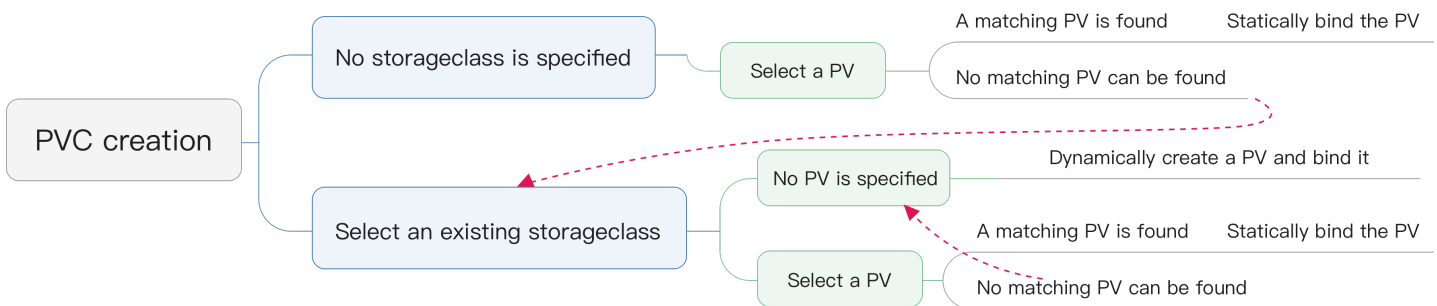 PVC creation
No storageclass is specified
Select a PV
A matching PV is found
Statically bind the PV
No matching PV can be found
Select an existing storageclass
No PV is specified
Dynamically create a PV and bind it
Select a PV
A matching PV is found
Statically bind the PV
No matching PV can be found